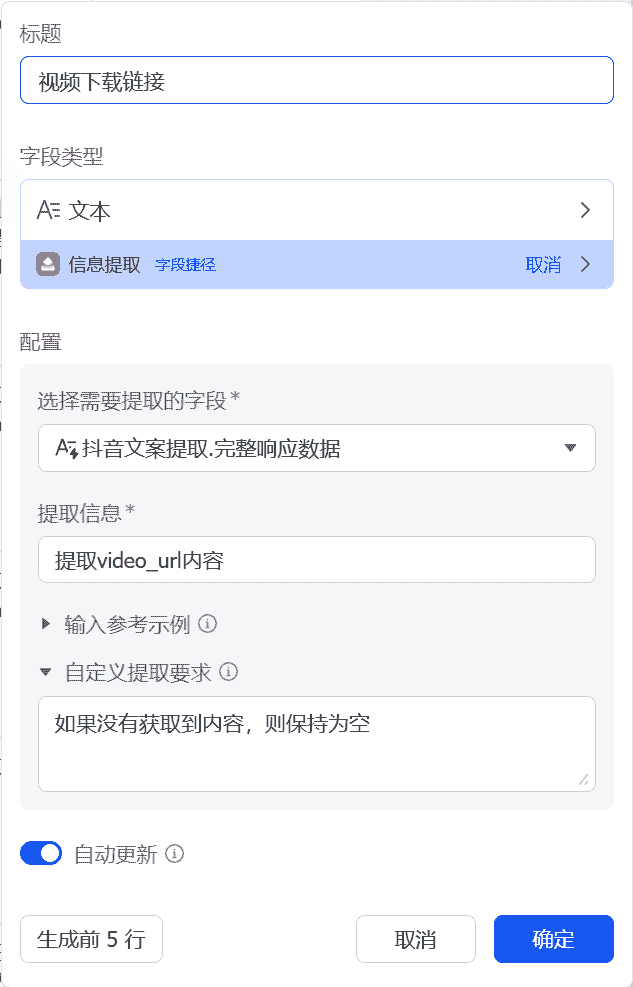 标题
视频下载链接
字段类型
文本
信息提取 字段捷径 取消
配置
选择需要提取的字段*
抖音文案提取.完整响应数据
提取信息*
提取video_url内容
输入参考示例
自定义提取要求
如果没有获取到内容，则保持为空
自动更新
生成前 5 行 取消 确定